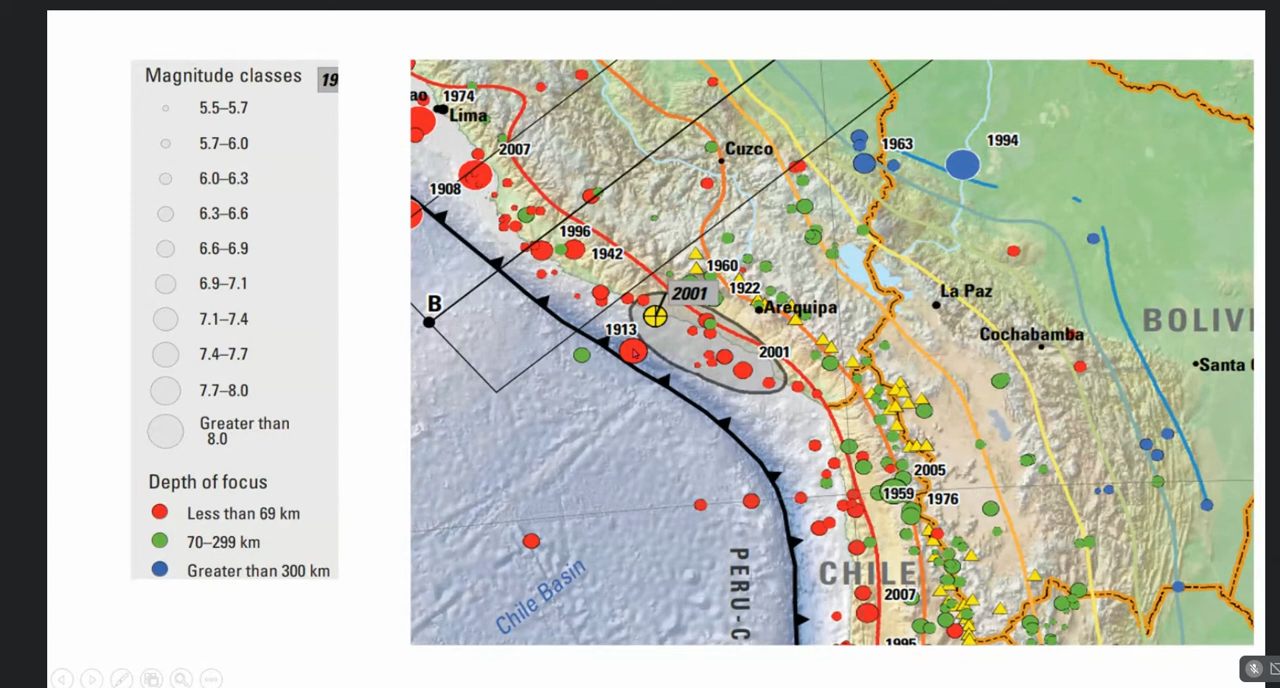 Magnitude classes
19
5.5–5.7
5.7–6.0
6.0–6.3
6.3–6.6
6.6–6.9
6.9–7.1
7.1–7.4
7.4–7.7
7.7–8.0
Greater than
8.0
Depth of focus
Less than 69 km
70–299 km
Greater than 300 km
ao
1974
Lima
2007
1908
Cuzco
1963
1994
1996
1942
1960
2001
1922
Arequipa
B
1913
2001
La Paz
Cochabamba
BOLIVI
Santa C
2005
1959
1976
CHILE
2007
1995
PERU-C
Chile Basin